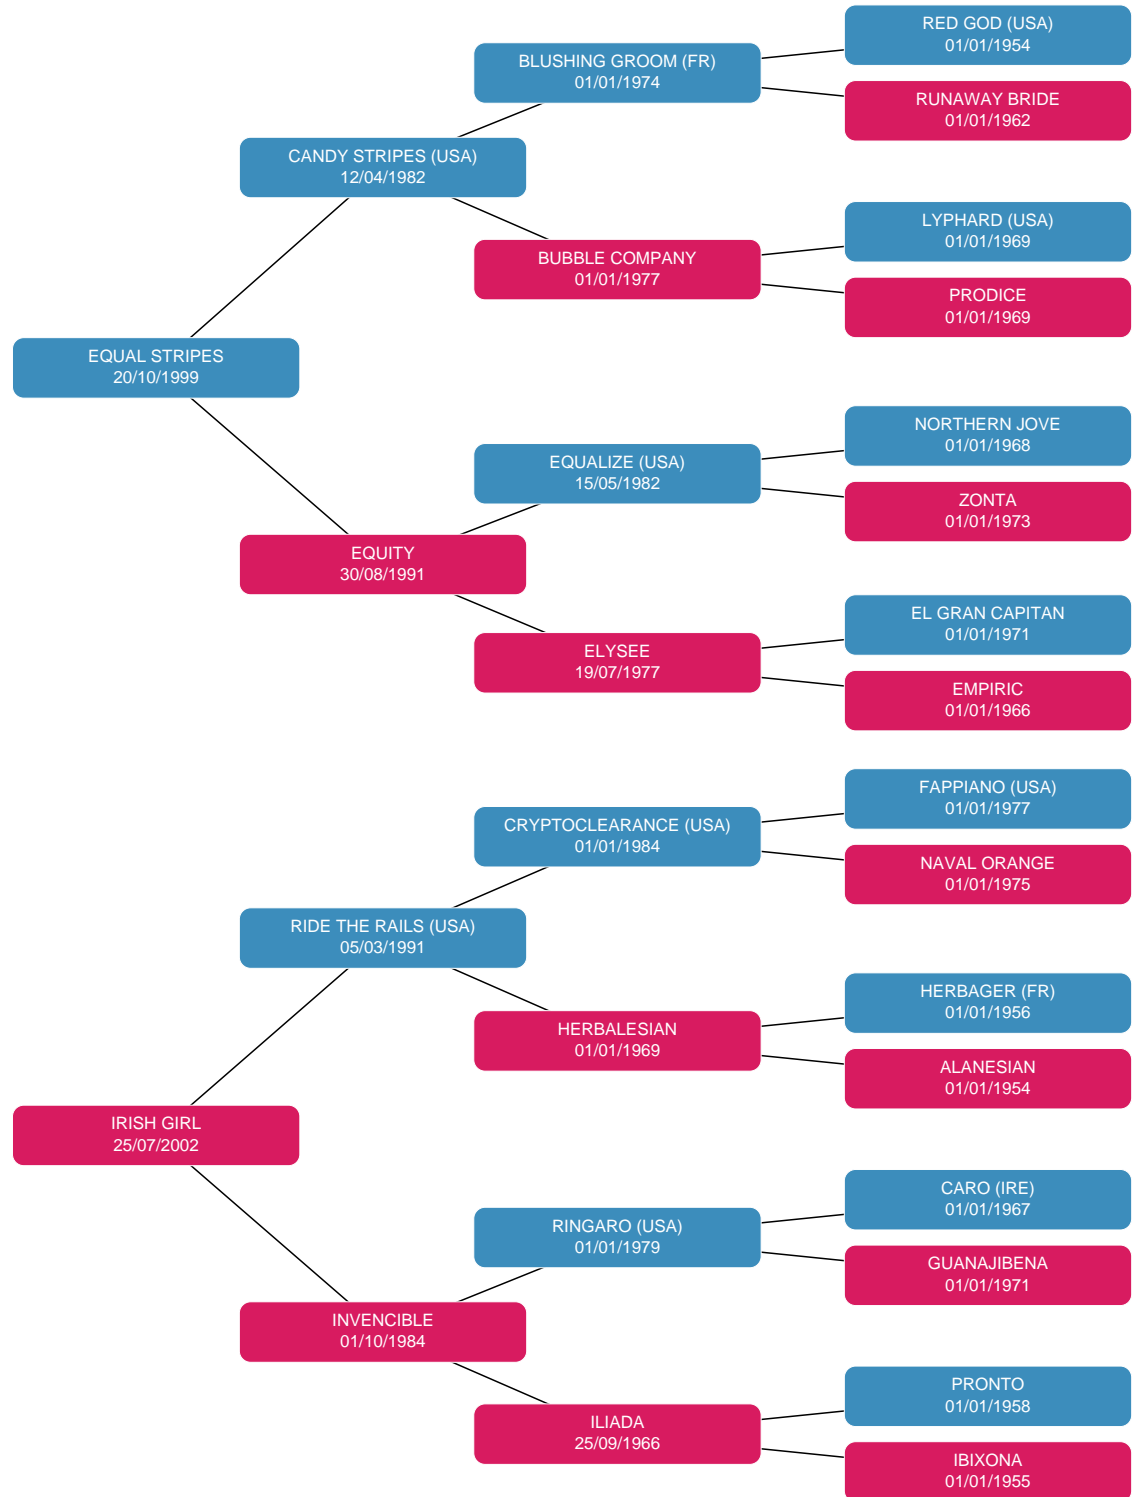 RED GOD (USA)
01/01/1954
BLUSHING GROOM (FR)
01/01/1974
RUNAWAY BRIDE
01/01/1962
CANDY STRIPES (USA)
12/04/1982
LYPHARD (USA)
01/01/1969
BUBBLE COMPANY
01/01/1977
PRODICE
01/01/1969
EQUAL STRIPES
20/10/1999
NORTHERN JOVE
01/01/1968
EQUALIZE (USA)
15/05/1982
ZONTA
01/01/1973
EQUITY
30/08/1991
EL GRAN CAPITAN
01/01/1971
ELYSEE
19/07/1977
EMPIRIC
01/01/1966
FAPPIANO (USA)
01/01/1977
CRYPTOCLEARANCE (USA)
01/01/1984
NAVAL ORANGE
01/01/1975
RIDE THE RAILS (USA)
05/03/1991
HERBAGER (FR)
01/01/1956
HERBALESIAN
01/01/1969
ALANESIAN
01/01/1954
IRISH GIRL
25/07/2002
CARO (IRE)
01/01/1967
RINGARO (USA)
01/01/1979
GUANAJIBENA
01/01/1971
INVENCIBLE
01/10/1984
PRONTO
01/01/1958
ILIADA
25/09/1966
IBIXONA
01/01/1955